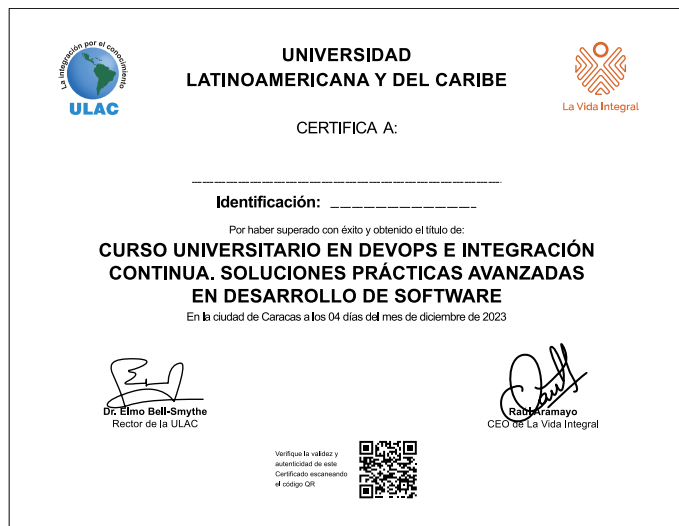 La integración por el conocimiento
ULAC
UNIVERSIDAD
LATINOAMERICANA Y DEL CARIBE
La Vida Integral
CERTIFICA A:
Identificación:
Por haber superado con éxito y obtenido el título de:
CURSO UNIVERSITARIO EN DEVOPS E INTEGRACIÓN
CONTINUA. SOLUCIONES PRÁCTICAS AVANZADAS
EN DESARROLLO DE SOFTWARE
En la ciudad de Caracas a los 04 días del mes de diciembre de 2023
Dr. Elmo Bell-Smythe
Rector de la ULAC
Raúl Aramayo
CEO de La Vida Integral
Verifique la validez y
autenticidad de este
Certificado escaneando
el código QR